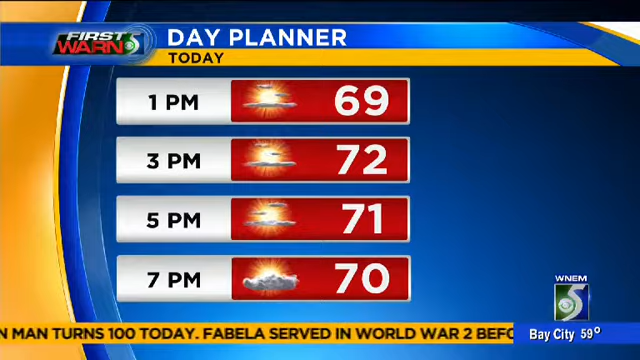 FIRST WARN 5
DAY PLANNER
TODAY
1 PM 69
3 PM 72
5 PM 71
7 PM 70
WNEM
5
N MAN TURNS 100 TODAY. FABELA SERVED IN WORLD WAR 2 BEFO
Bay City 59°